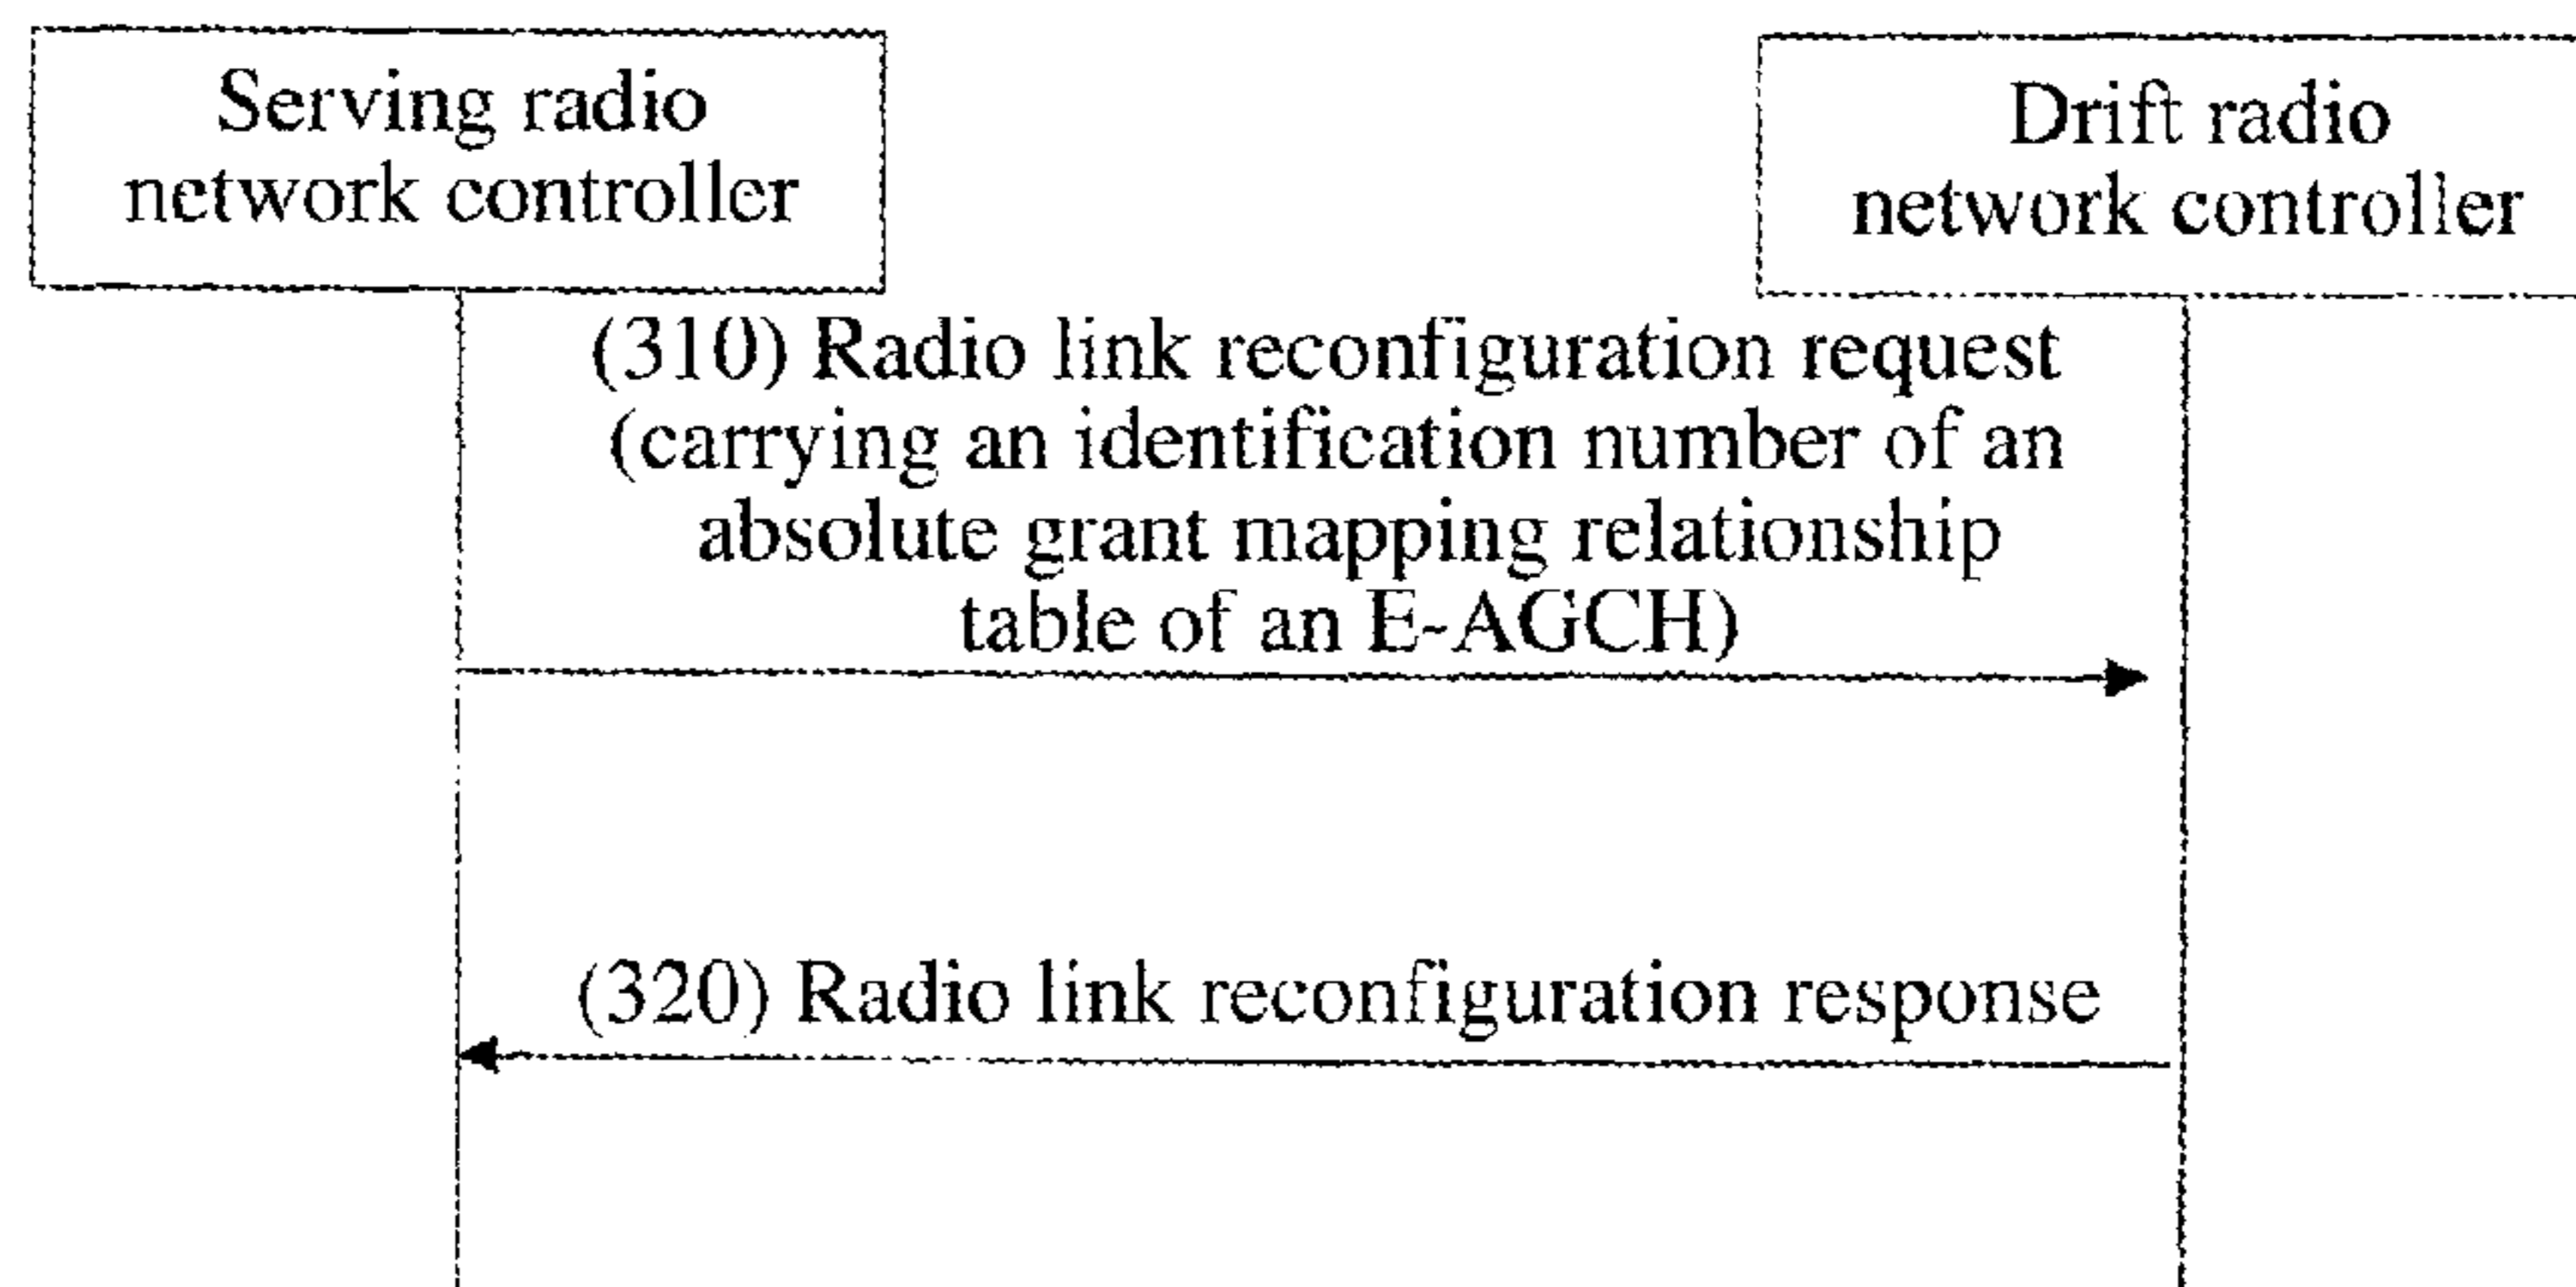 Serving radio
network controller
Drift radio
network controller
(310) Radio link reconfiguration request
(carrying an identification number of an
absolute grant mapping relationship
table of an E-AGCH)
(320) Radio link reconfiguration response